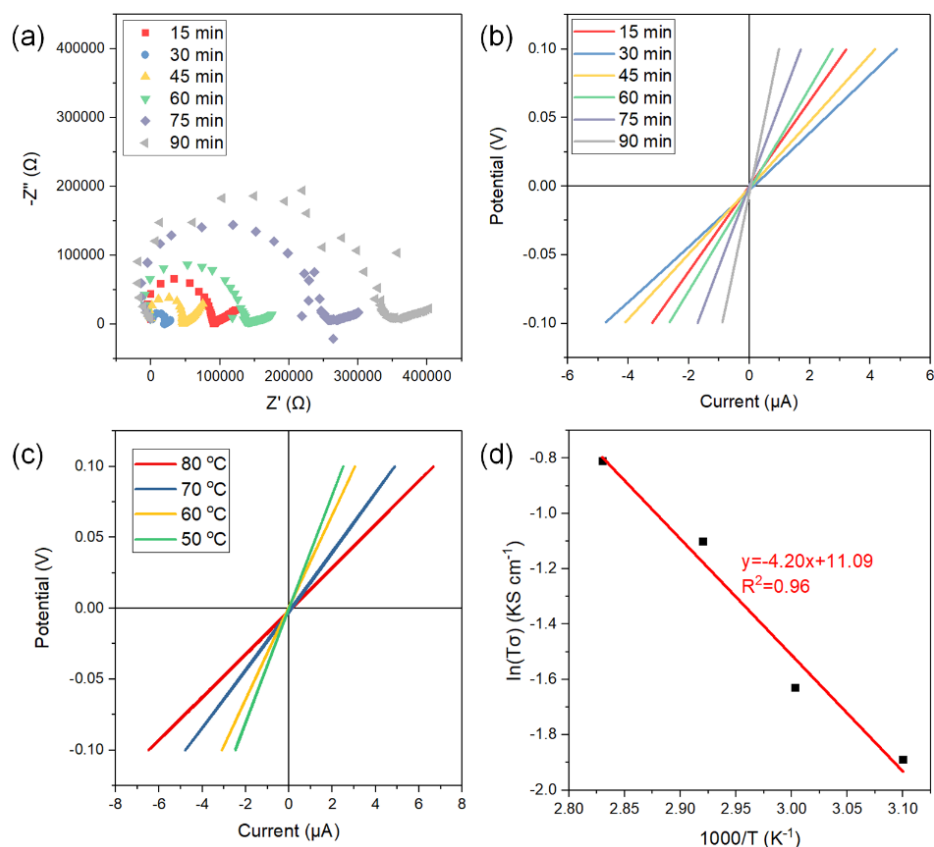 (a)
400000
300000
200000
100000
0
-Z″ (Ω)
15 min
30 min
45 min
60 min
75 min
90 min
0
100000
200000
300000
400000
Z′ (Ω)
(b)
0.10
0.05
0.00
-0.05
-0.10
Potential (V)
15 min
30 min
45 min
60 min
75 min
90 min
-6
-4
-2
0
2
4
6
Current (µA)
(c)
0.10
0.05
0.00
-0.05
-0.10
Potential (V)
80 °C
70 °C
60 °C
50 °C
-8
-6
-4
-2
0
2
4
6
8
Current (µA)
(d)
-0.8
-1.0
-1.2
-1.4
-1.6
-1.8
-2.0
ln(Tσ) (KS cm⁻¹)
y=-4.20x+11.09
R²=0.96
2.80
2.85
2.90
2.95
3.00
3.05
3.10
1000/T (K⁻¹)